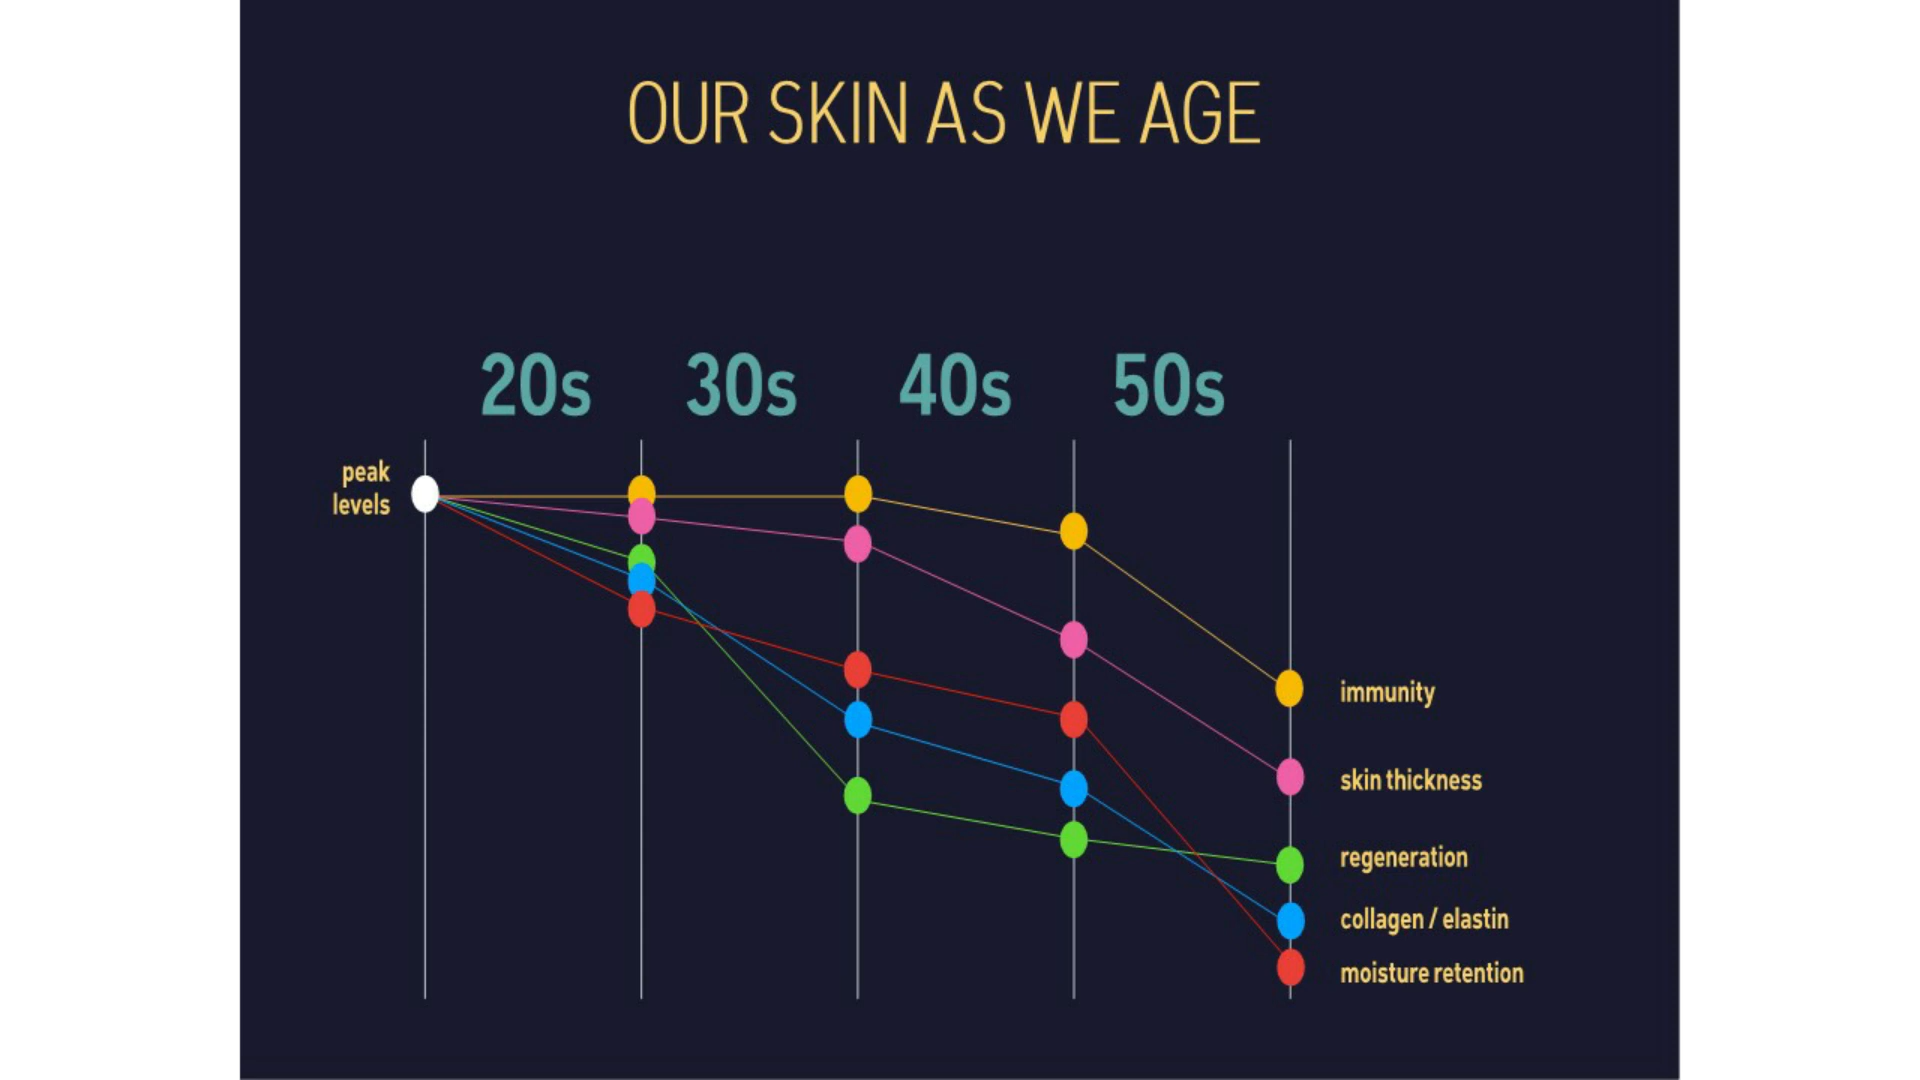 OUR SKIN AS WE AGE
20s 30s 40s 50s
peak
levels
immunity
skin thickness
regeneration
collagen / elastin
moisture retention